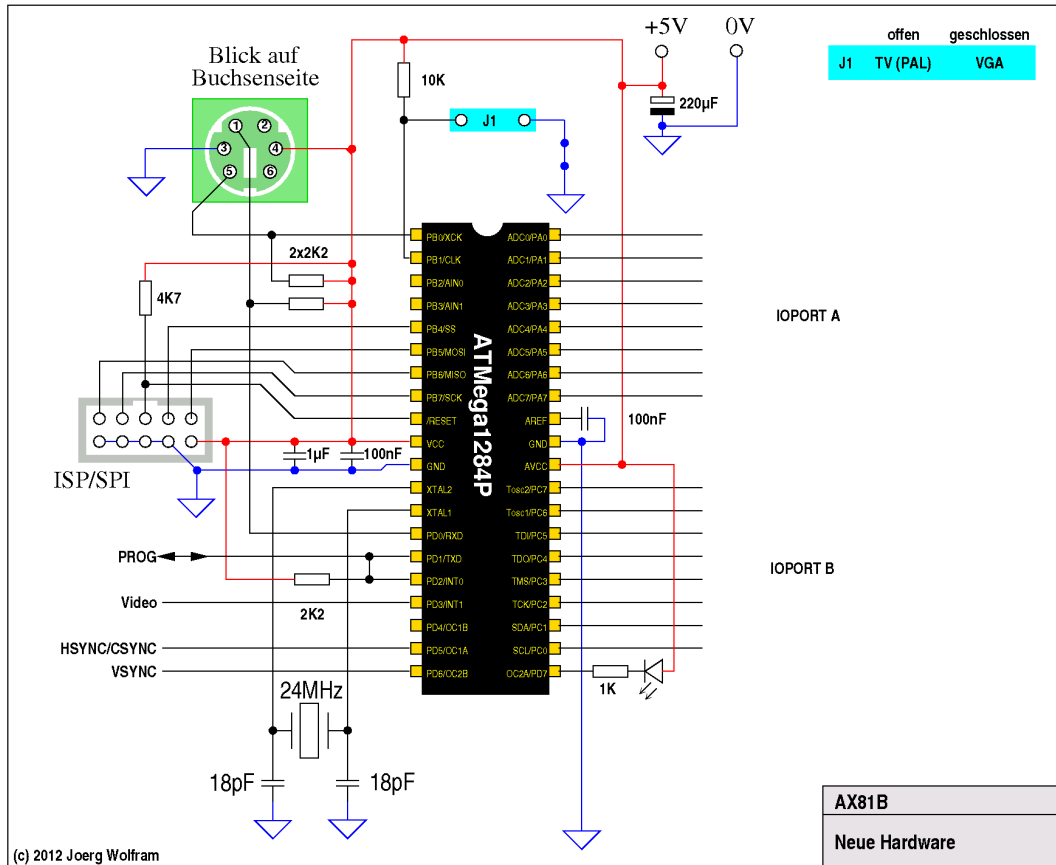 +5V 0V
offen geschlossen
J1 TV (PAL) VGA
Blick auf
Buchsenseite
10K
J1
220µF
1 2
3 4
5 6
2x2K2
4K7
PB0/XCK
PB1/CLK
PB2/AIN0
PB3/AIN1
PB4/SS
PB5/MOSI
PB6/MISO
PB7/SCK
/RESET
VCC
GND
XTAL2
XTAL1
PD0/RXD
PD1/TXD
PD2/INT0
PD3/INT1
PD4/OC1B
PD5/OC1A
PD6/OC2B
ATMega1284P
ADC0/PA0
ADC1/PA1
ADC2/PA2
ADC3/PA3
ADC4/PA4
ADC5/PA5
ADC6/PA6
ADC7/PA7
AREF
GND
AVCC
Tosc2/PC7
Tosc1/PC6
TDI/PC5
TDO/PC4
TMS/PC3
TCK/PC2
SDA/PC1
SCL/PC0
OC2A/PD7
IOPORT A
100nF
1µF
100nF
ISP/SPI
PROG
IOPORT B
2K2
Video
HSYNC/CSYNC
VSYNC
1K
24MHz
18pF
18pF
AX81B
Neue Hardware
(c) 2012 Joerg Wolfram